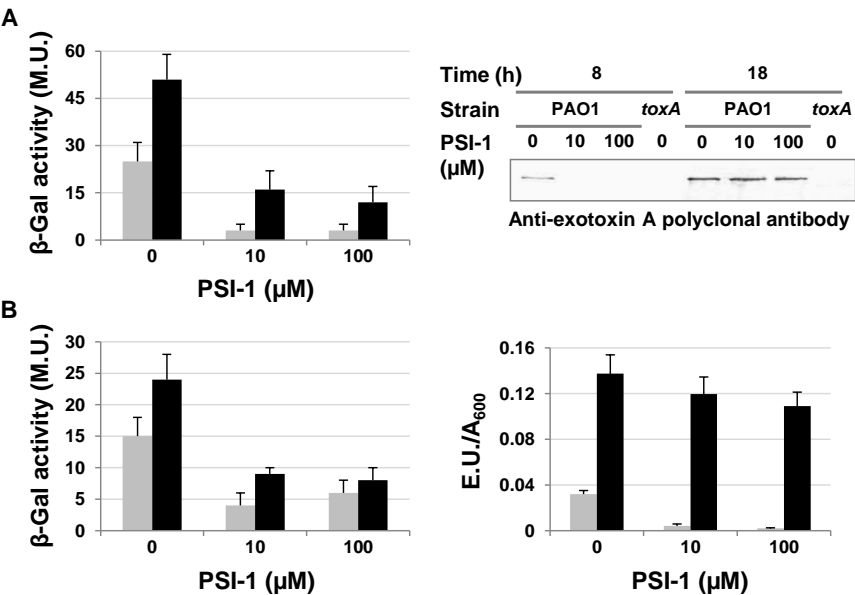 A
β-Gal activity (M.U.)
60
45
30
15
0
0 10 100
PSI-1 (µM)
Time (h) 8 18
Strain PAO1 toxA PAO1 toxA
PSI-1 0 10 100 0 0 10 100 0
(µM)
Anti-exotoxin A polyclonal antibody
B
β-Gal activity (M.U.)
30
25
20
15
10
5
0
0 10 100
PSI-1 (µM)
E.U./A600
0.16
0.12
0.08
0.04
0
0 10 100
PSI-1 (µM)